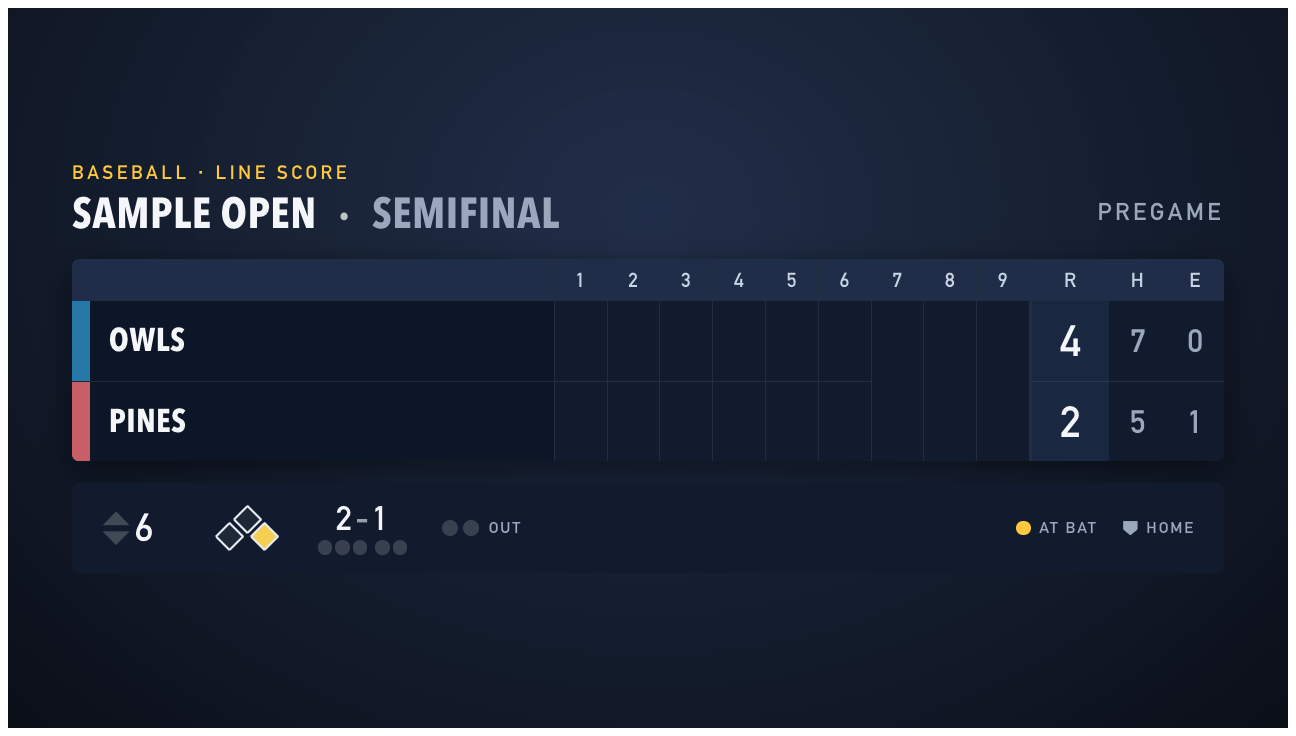 BASEBALL · LINE SCORE
SAMPLE OPEN · SEMIFINAL
PREGAME
1 2 3 4 5 6 7 8 9 R H E
OWLS 4 7 0
PINES 2 5 1
6 2-1 OUT AT BAT HOME